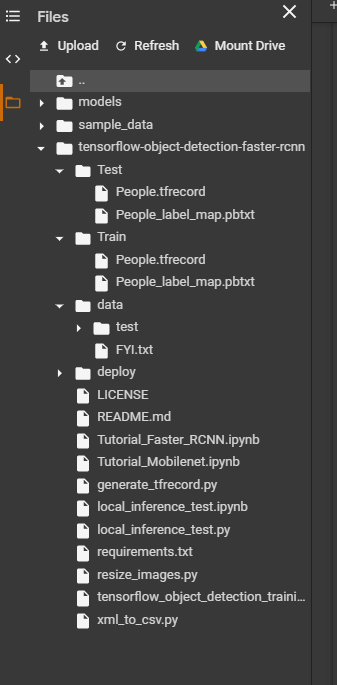 Files
Upload Refresh Mount Drive
..
models
sample_data
tensorflow-object-detection-faster-rcnn
Test
People.tfrecord
People_label_map.pbtxt
Train
People.tfrecord
People_label_map.pbtxt
data
test
FYI.txt
deploy
LICENSE
README.md
Tutorial_Faster_RCNN.ipynb
Tutorial_Mobilenet.ipynb
generate_tfrecord.py
local_inference_test.ipynb
local_inference_test.py
requirements.txt
resize_images.py
tensorflow_object_detection_traini...
xml_to_csv.py